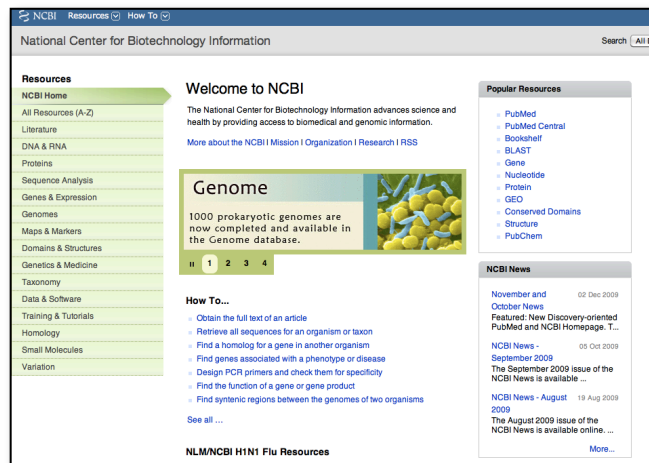 NCBI Resources How To
National Center for Biotechnology Information
Search All
Resources
NCBI Home
All Resources (A-Z)
Literature
DNA & RNA
Proteins
Sequence Analysis
Genes & Expression
Genomes
Maps & Markers
Domains & Structures
Genetics & Medicine
Taxonomy
Data & Software
Training & Tutorials
Homology
Small Molecules
Variation
Welcome to NCBI
The National Center for Biotechnology Information advances science and
health by providing access to biomedical and genomic information.
More about the NCBI | Mission | Organization | Research | RSS
Genome
1000 prokaryotic genomes are
now completed and available in
the Genome database.
1 2 3 4
How To...
Obtain the full text of an article
Retrieve all sequences for an organism or taxon
Find a homolog for a gene in another organism
Find genes associated with a phenotype or disease
Design PCR primers and check them for specificity
Find the function of a gene or gene product
Find syntenic regions between the genomes of two organisms
See all ...
NLM/NCBI H1N1 Flu Resources
Popular Resources
PubMed
PubMed Central
Bookshelf
BLAST
Gene
Nucleotide
Protein
GEO
Conserved Domains
Structure
PubChem
NCBI News
November and 02 Dec 2009
October News
Featured: New Discovery-oriented
PubMed and NCBI Homepage. T...
NCBI News - 05 Oct 2009
September 2009
The September 2009 issue of the
NCBI News is available ...
NCBI News - August 19 Aug 2009
2009
The August 2009 issue of the
NCBI News is available online. ...
More...